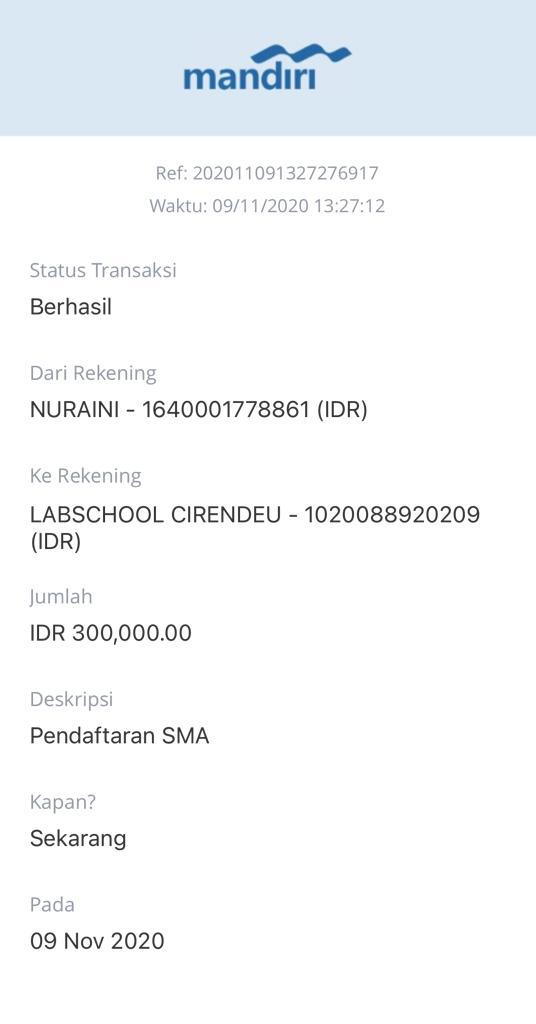 mandiri
Ref: 202011091327276917
Waktu: 09/11/2020 13:27:12
Status Transaksi
Berhasil
Dari Rekening
NURAINI - 1640001778861 (IDR)
Ke Rekening
LABSCHOOL CIRENDEU - 1020088920209
(IDR)
Jumlah
IDR 300,000.00
Deskripsi
Pendaftaran SMA
Kapan?
Sekarang
Pada
09 Nov 2020